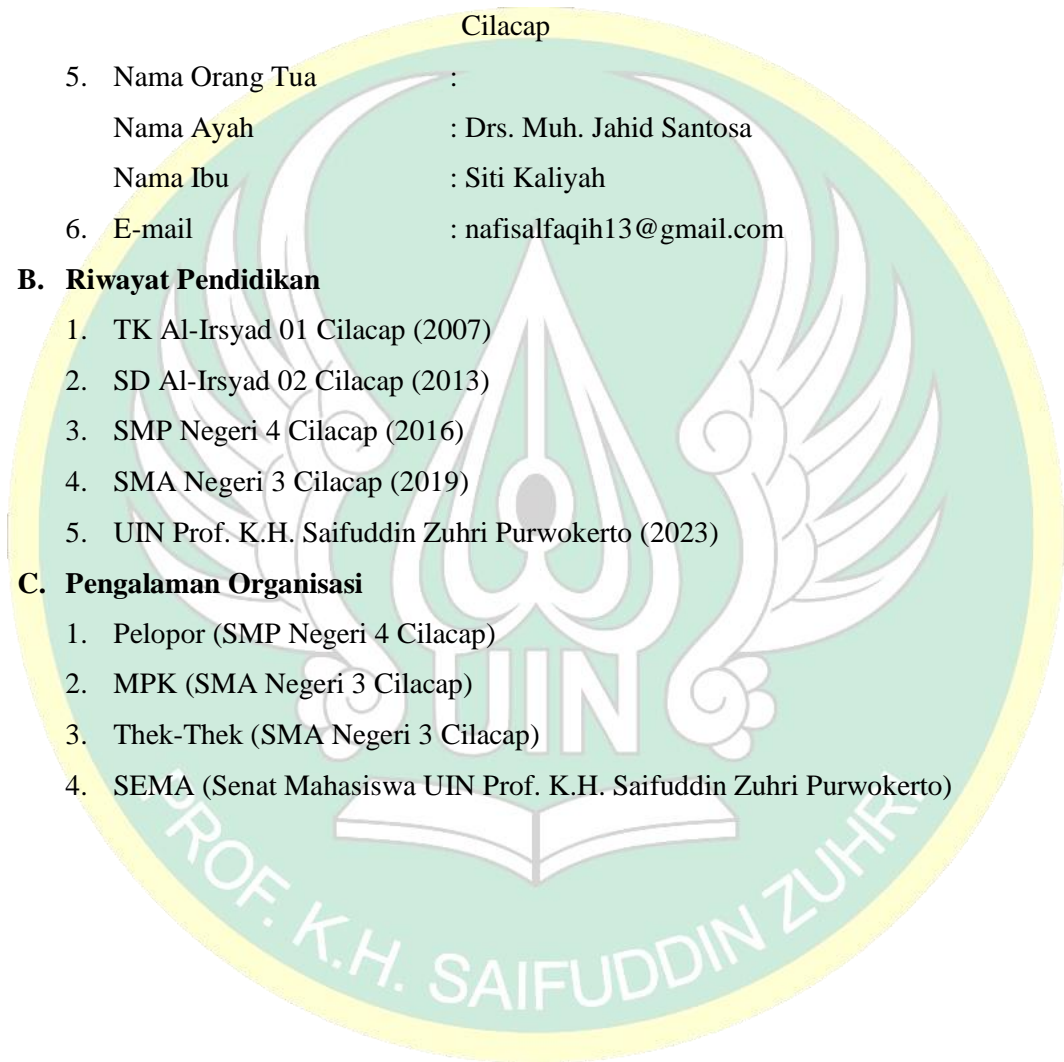 Cilacap
5. Nama Orang Tua :
Nama Ayah : Drs. Muh. Jahid Santosa
Nama Ibu : Siti Kaliyah
6. E-mail : nafisalfaqih13@gmail.com
B. Riwayat Pendidikan
1. TK Al-Irsyad 01 Cilacap (2007)
2. SD Al-Irsyad 02 Cilacap (2013)
3. SMP Negeri 4 Cilacap (2016)
4. SMA Negeri 3 Cilacap (2019)
5. UIN Prof. K.H. Saifuddin Zuhri Purwokerto (2023)
C. Pengalaman Organisasi
1. Pelopor (SMP Negeri 4 Cilacap)
2. MPK (SMA Negeri 3 Cilacap)
3. Thek-Thek (SMA Negeri 3 Cilacap)
4. SEMA (Senat Mahasiswa UIN Prof. K.H. Saifuddin Zuhri Purwokerto)
UIN
PROF. K.H. SAIFUDDIN ZUHRI